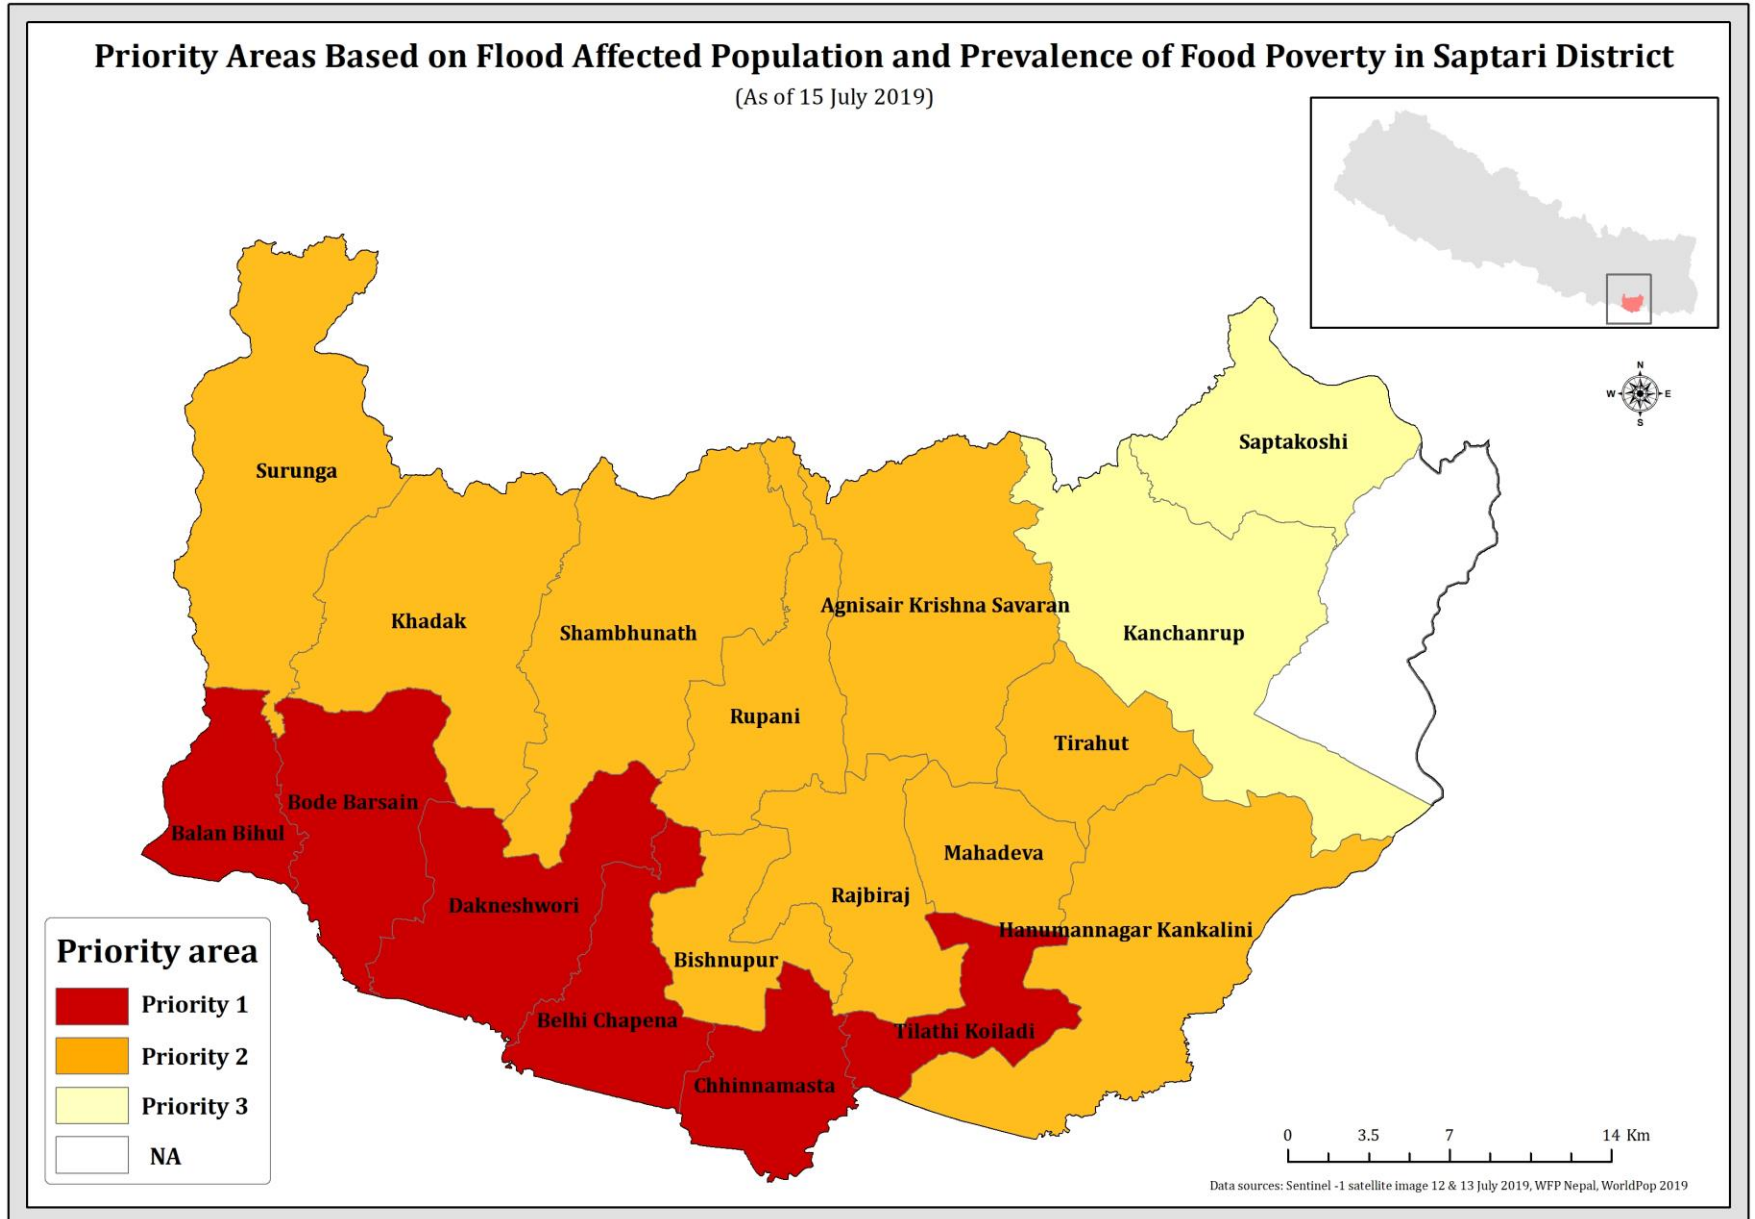 Priority Areas Based on Flood Affected Population and Prevalence of Food Poverty in Saptari District
(As of 15 July 2019)
N
W E
S
Saptakoshi
Surunga
Agnisair Krishna Savaran
Khadak
Shambhunath
Kanchanrup
Rupani
Tirahut
Bode Barsain
Balan Bihul
Mahadeva
Rajbiraj
Dakneshwori
Hanumannagar Kankalini
Bishnupur
Belhi Chapena
Tilathi Koiladi
Chhinnamasta
Priority area
Priority 1
Priority 2
Priority 3
NA
0 3.5 7 14 Km
Data sources: Sentinel -1 satellite image 12 & 13 July 2019, WFP Nepal, WorldPop 2019